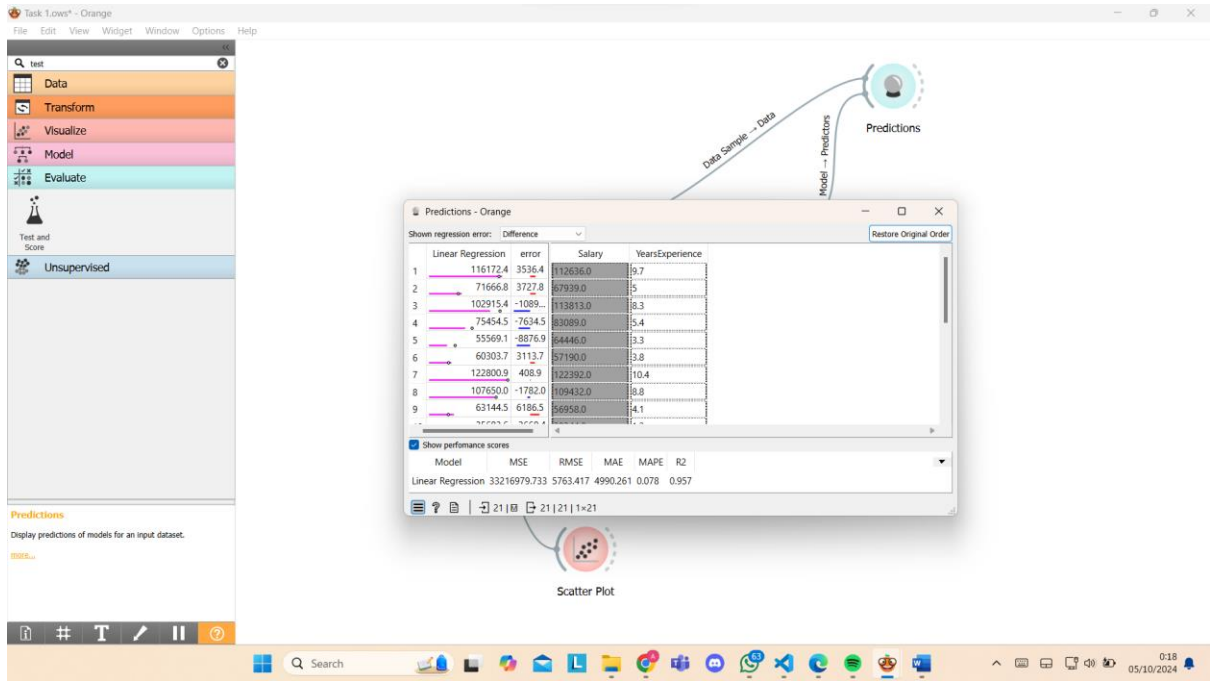 Task 1.ows* - Orange
File Edit View Widget Window Options Help
test
Data
Transform
Visualize
Model
Evaluate
Test and
Score
Unsupervised
Data Sample → Data
Model → Predictors
Predictions
Predictions - Orange
Shown regression error: Difference
Restore Original Order
Linear Regression error Salary YearsExperience
1 116172.4 3536.4 112636.0 9.7
2 71666.8 3727.8 67939.0 5
3 102915.4 -1089... 113813.0 8.3
4 75454.5 -7634.5 83089.0 5.4
5 55569.1 -8876.9 64446.0 3.3
6 60303.7 3113.7 57190.0 3.8
7 122800.9 408.9 122392.0 10.4
8 107650.0 -1782.0 109432.0 8.8
9 63144.5 6186.5 56958.0 4.1
Show perfomance scores
Model MSE RMSE MAE MAPE R2
Linear Regression 33216979.733 5763.417 4990.261 0.078 0.957
21 | 21 | 21 | 1×21
Predictions
Display predictions of models for an input dataset.
more...
Scatter Plot
Search
63
0:18
05/10/2024